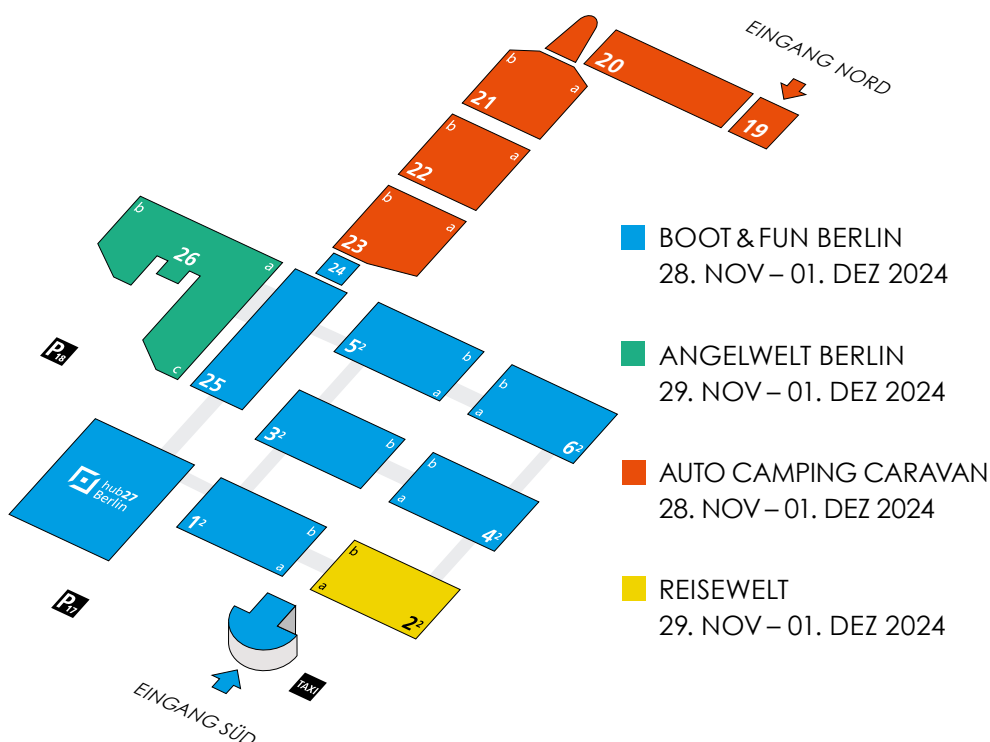 EINGANG NORD
b
a
20
21
19
b
a
22
b
a
23
b
26
a
c
24
25
5²
b
a
b
a
6²
3²
b
a
b
a
4²
hub27
Berlin
1²
b
a
b
a
2²
P18
P17
TAXI
EINGANG SÜD
BOOT & FUN BERLIN
28. NOV – 01. DEZ 2024
ANGELWELT BERLIN
29. NOV – 01. DEZ 2024
AUTO CAMPING CARAVAN
28. NOV – 01. DEZ 2024
REISEWELT
29. NOV – 01. DEZ 2024